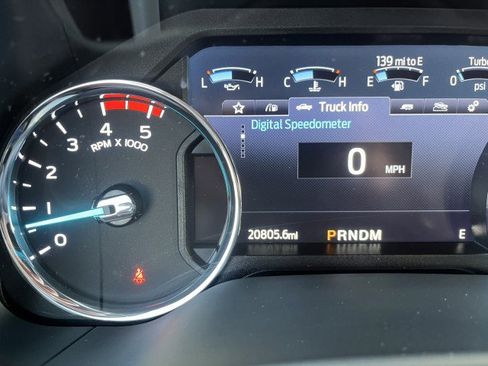 139 mi to E
Turbo
L H C H E F 0
psi
Truck Info
Digital Speedometer
0 MPH
5
4
3
2
1
0
RPM X 1000
20805.6mi PRNDM E